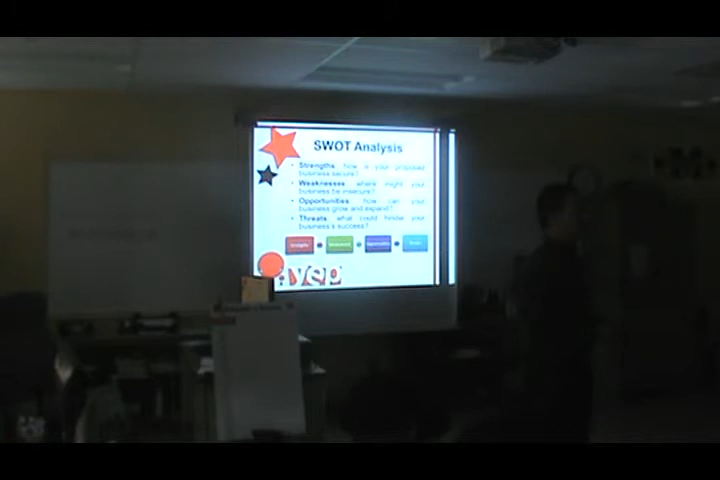 SWOT Analysis
• Strengths: how is your proposed
business secure?
• Weaknesses: where might your
business be insecure?
• Opportunities: how can your
business grow and expand?
• Threats: what could hinder your
business's success?
yep